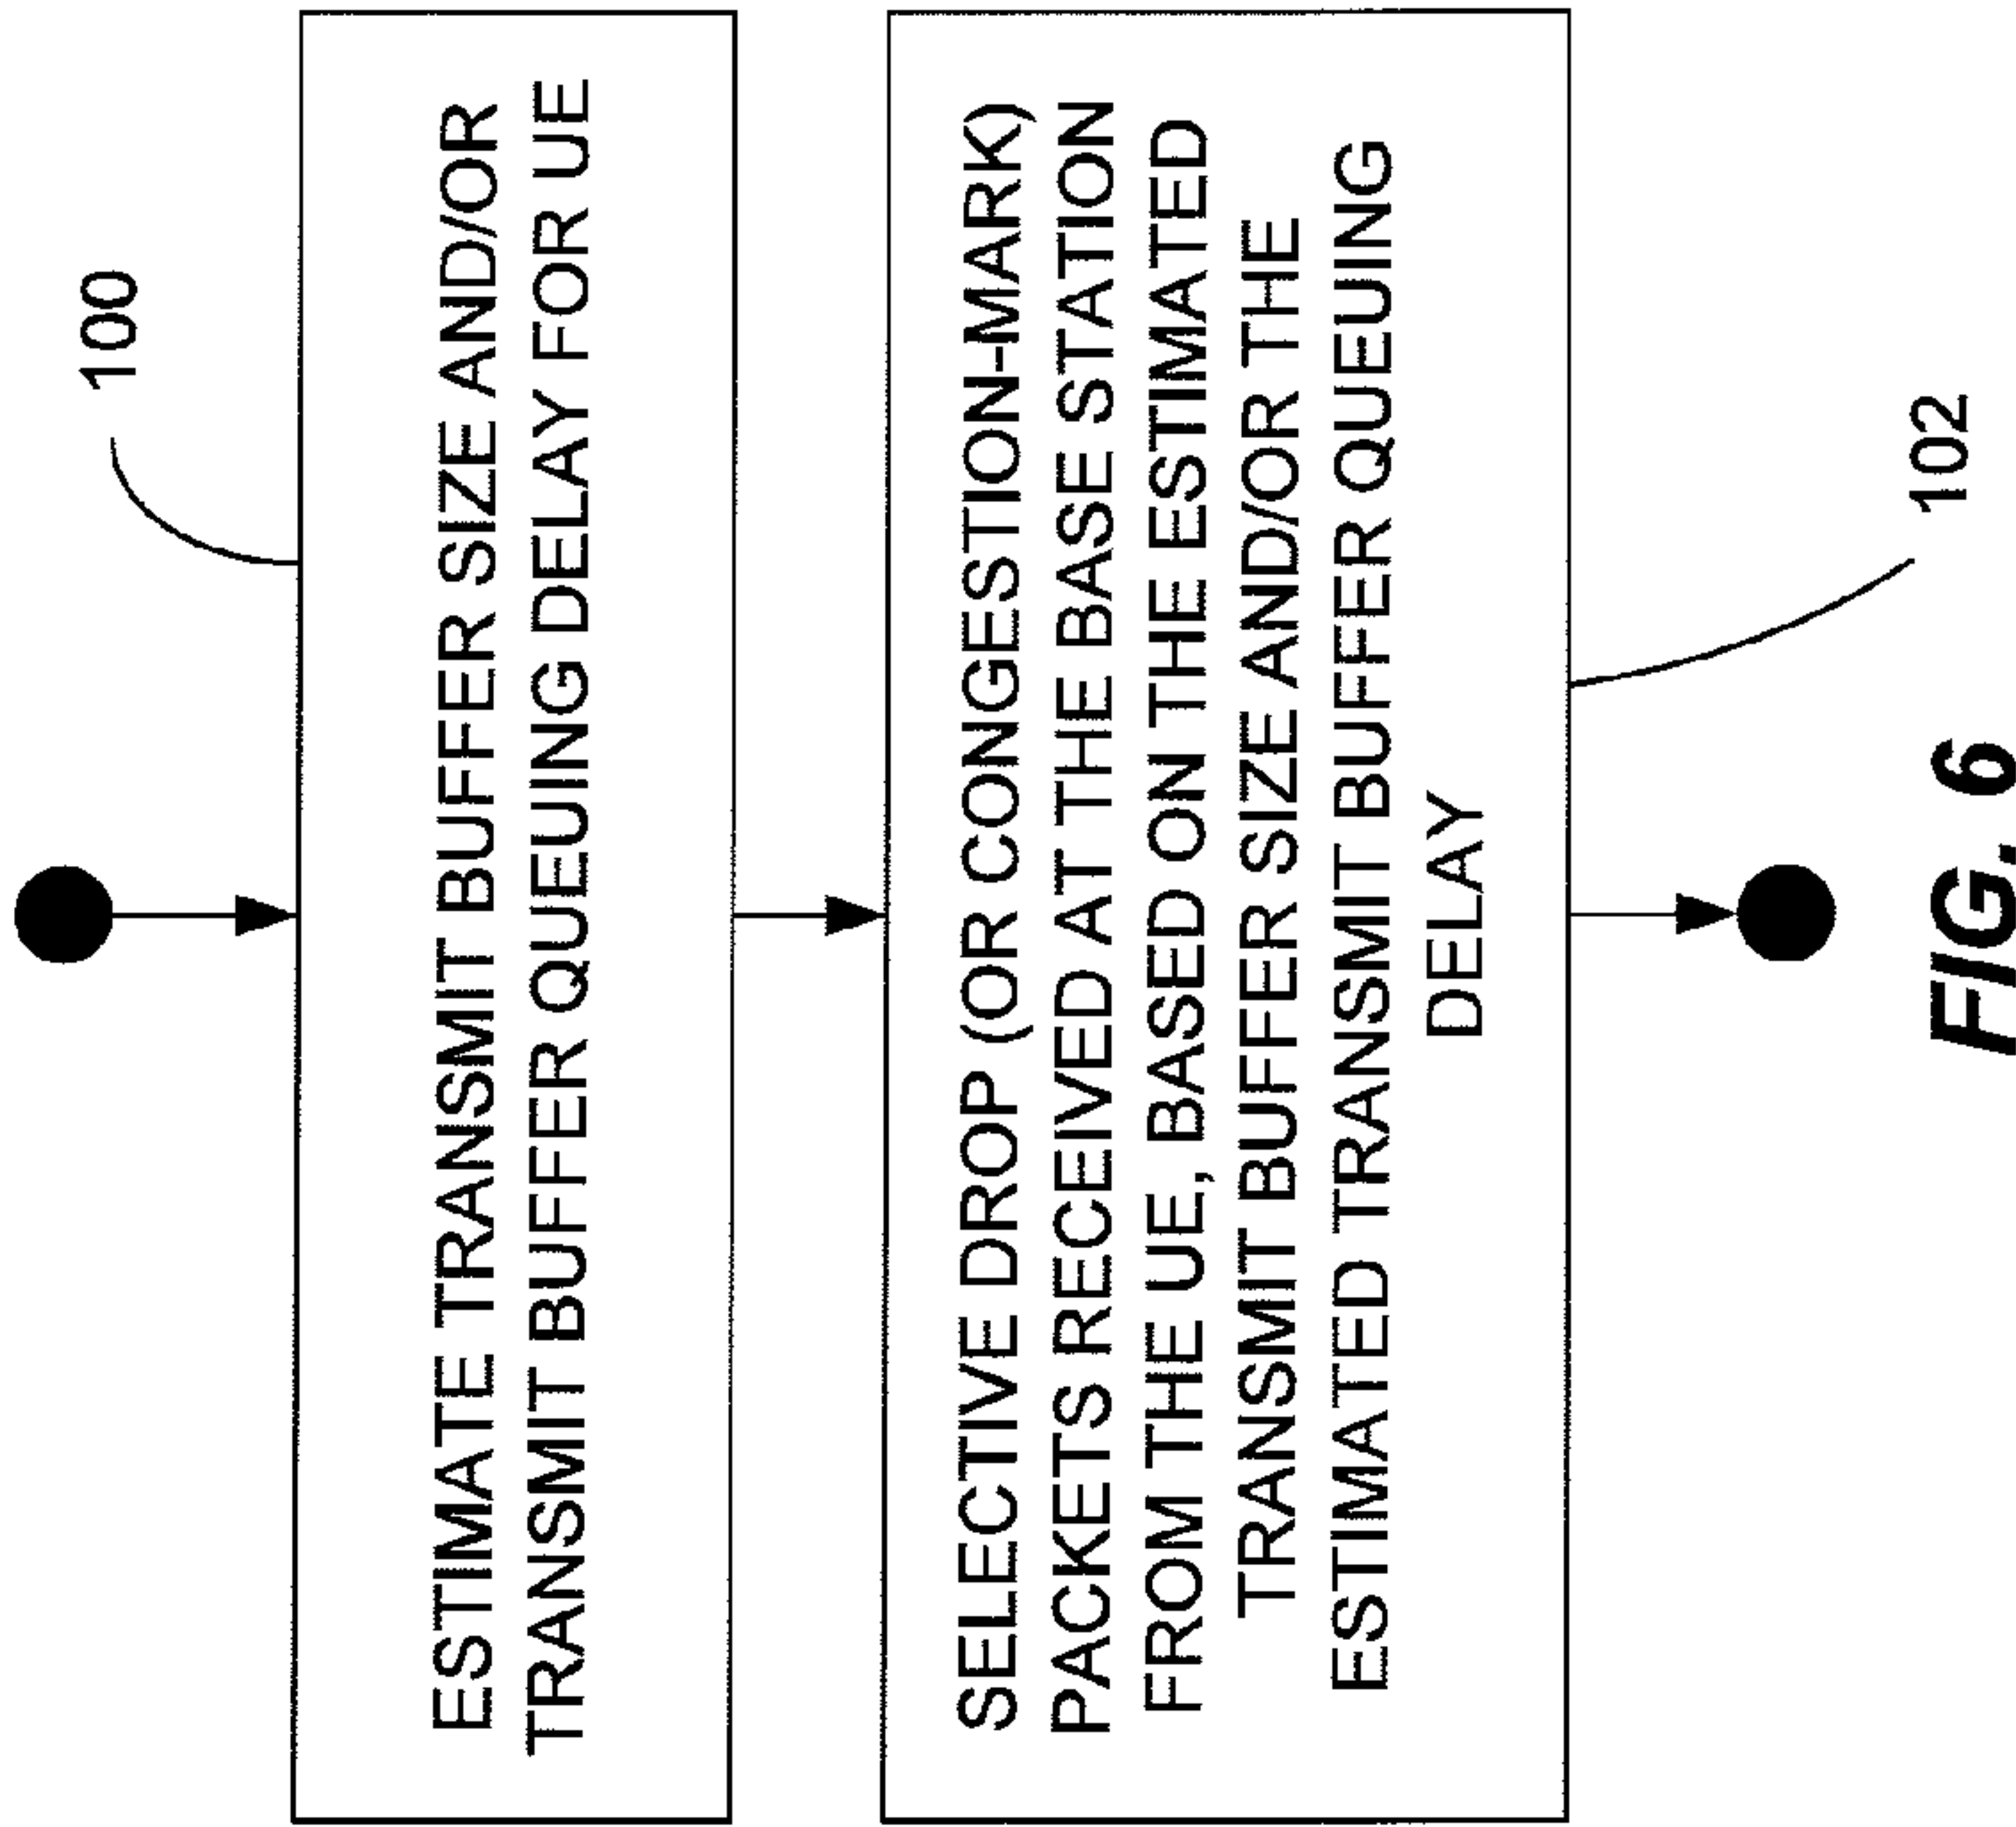 100
ESTIMATE TRANSMIT BUFFER SIZE AND/OR
TRANSMIT BUFFER QUEUING DELAY FOR UE
SELECTIVE DROP (OR CONGESTION-MARK)
PACKETS RECEIVED AT THE BASE STATION
FROM THE UE, BASED ON THE ESTIMATED
TRANSMIT BUFFER SIZE AND/OR THE
ESTIMATED TRANSMIT BUFFER QUEUING
DELAY
102
FIG. 6